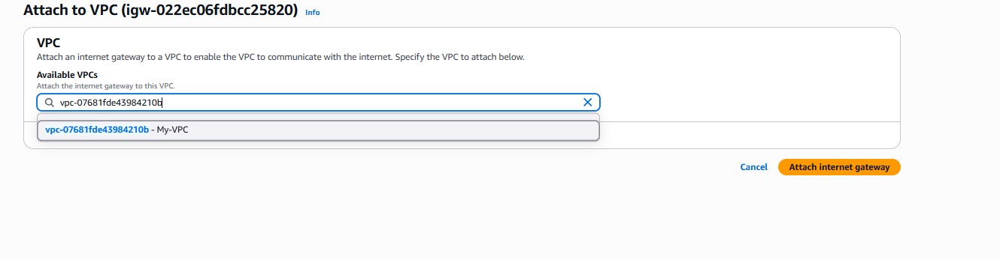 Attach to VPC (igw-022ec06fdbcc25820) Info
VPC
Attach an internet gateway to a VPC to enable the VPC to communicate with the internet. Specify the VPC to attach below.
Available VPCs
Attach the internet gateway to this VPC.
vpc-07681fde43984210b
vpc-07681fde43984210b - My-VPC
Cancel Attach internet gateway